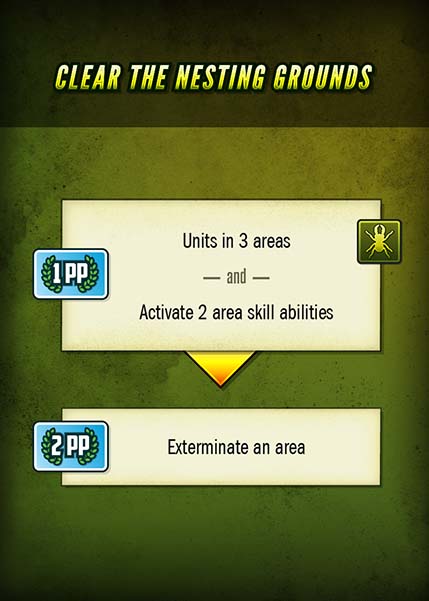 CLEAR THE NESTING GROUNDS
1 PP
Units in 3 areas
— and —
Activate 2 area skill abilities
2 PP
Exterminate an area